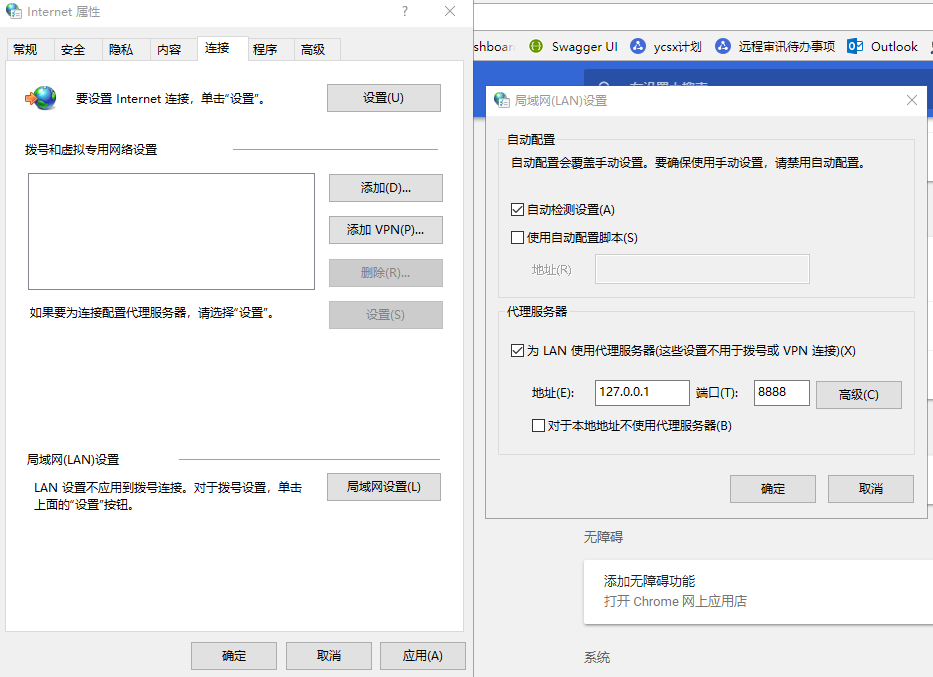 Internet 属性
常规 安全 隐私 内容 连接 程序 高级
要设置 Internet 连接，单击“设置”。
设置(U)
拨号和虚拟专用网络设置
添加(D)...
添加 VPN(P)...
删除(R)...
如果要为连接配置代理服务器，请选择“设置”。
设置(S)
局域网(LAN)设置
LAN 设置不应用到拨号连接。对于拨号设置，单击
上面的“设置”按钮。
局域网设置(L)
确定 取消 应用(A)
Swagger UI ycsx计划 远程审讯待办事项 Outlook
局域网(LAN)设置
自动配置
自动配置会覆盖手动设置。要确保使用手动设置，请禁用自动配置。
自动检测设置(A)
使用自动配置脚本(S)
地址(R)
代理服务器
为 LAN 使用代理服务器(这些设置不用于拨号或 VPN 连接)(X)
地址(E): 127.0.0.1 端口(T): 8888 高级(C)
对于本地地址不使用代理服务器(B)
确定 取消
无障碍
添加无障碍功能
打开 Chrome 网上应用店
系统